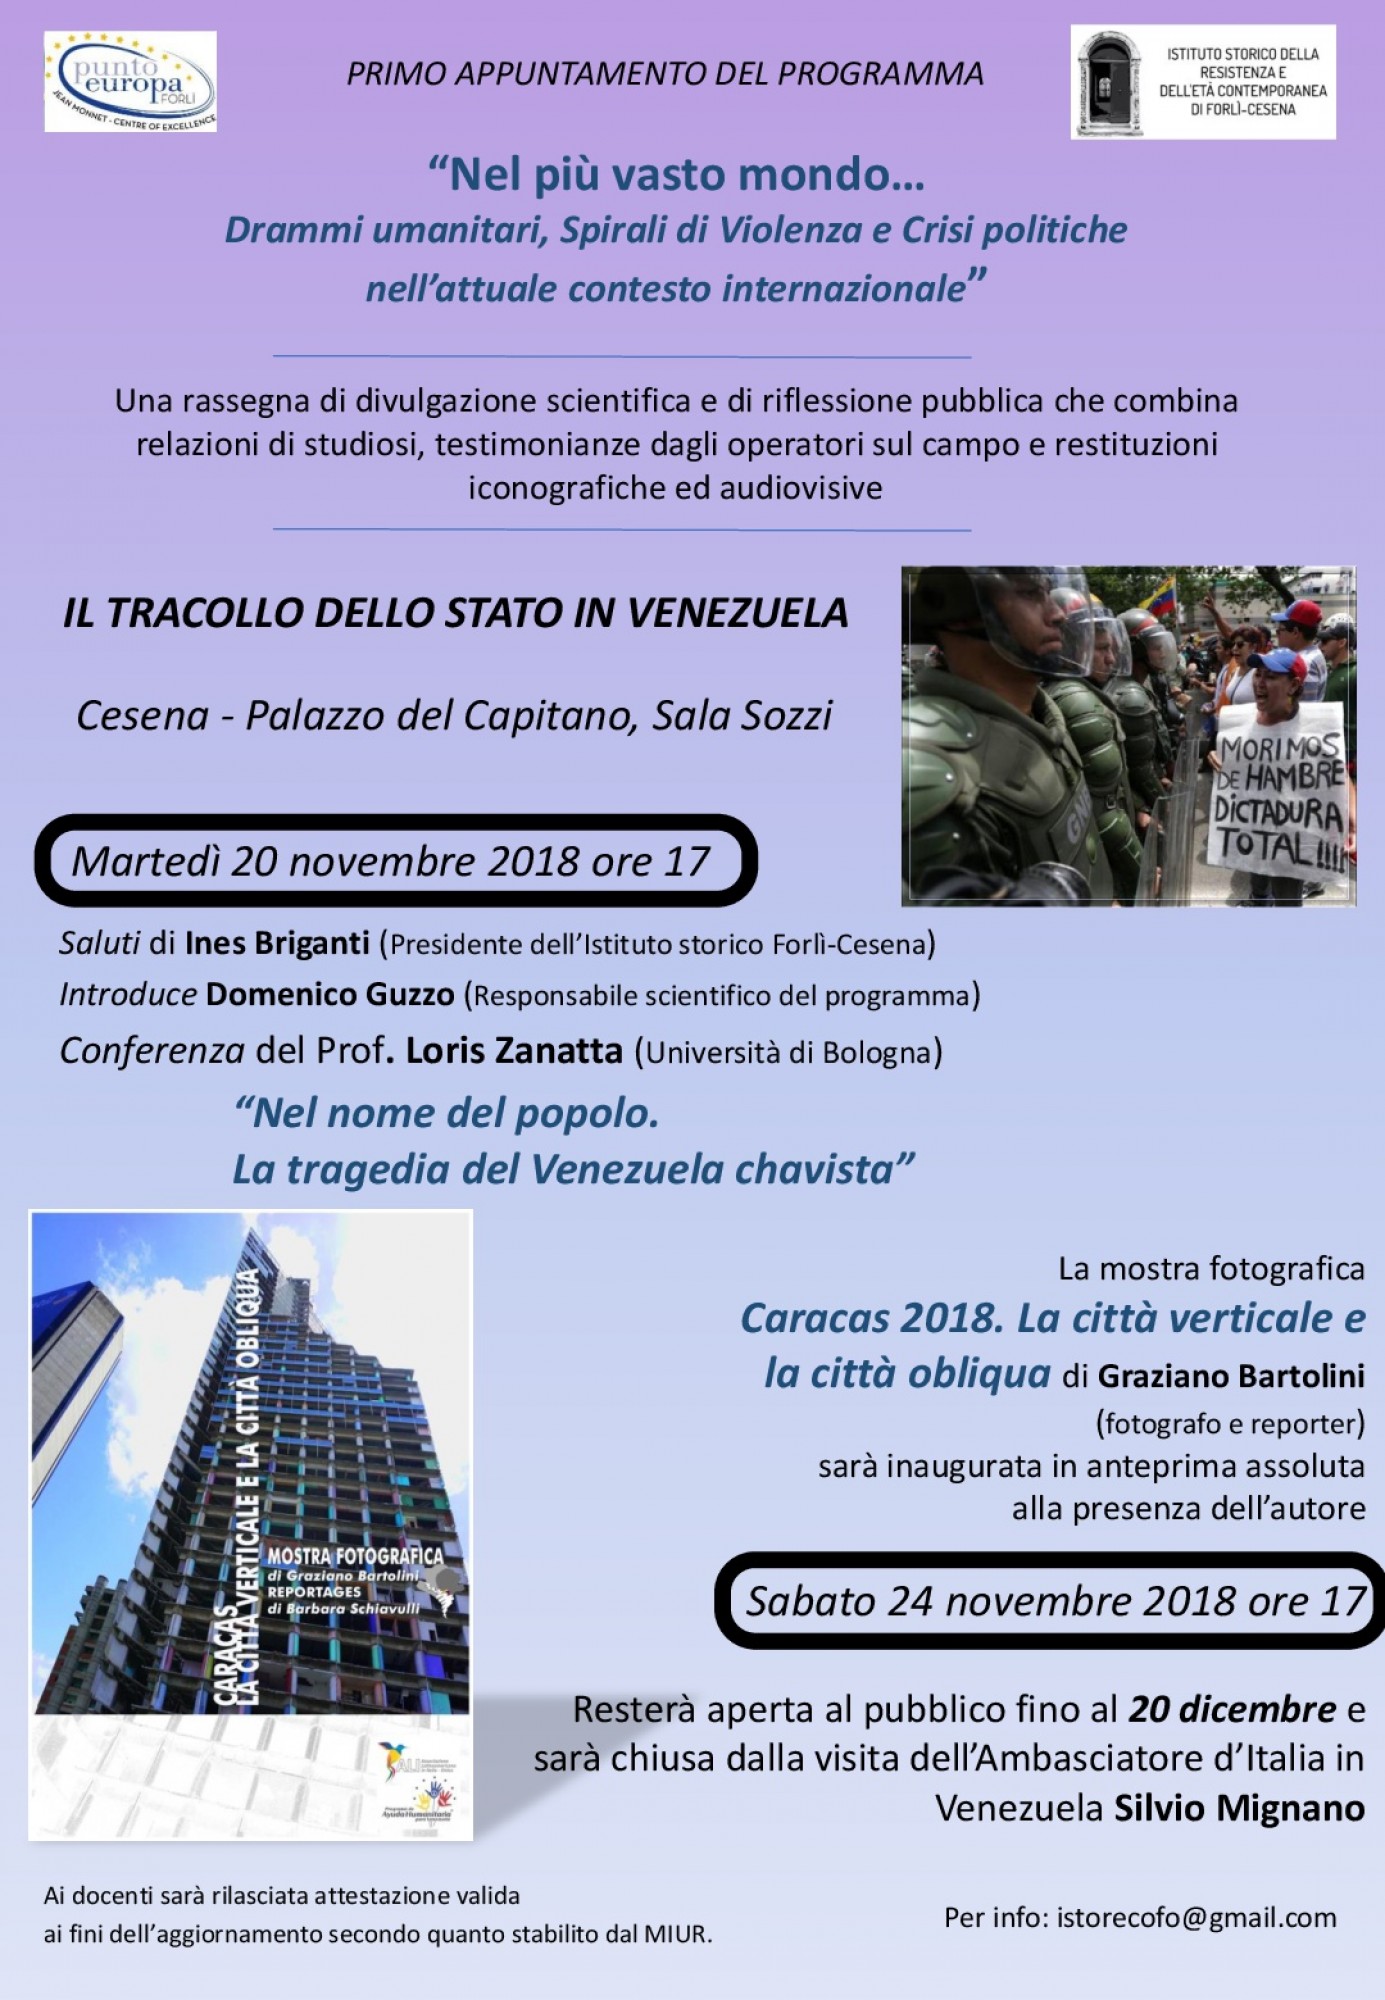 punto
europa
FORLÌ
JEAN MONNET - CENTRE OF EXCELLENCE
PRIMO APPUNTAMENTO DEL PROGRAMMA
ISTITUTO STORICO DELLA
RESISTENZA E
DELL'ETÀ CONTEMPORANEA
DI FORLÌ-CESENA
“Nel più vasto mondo...
Drammi umanitari, Spirali di Violenza e Crisi politiche
nell’attuale contesto internazionale”
Una rassegna di divulgazione scientifica e di riflessione pubblica che combina
relazioni di studiosi, testimonianze dagli operatori sul campo e restituzioni
iconografiche ed audiovisive
IL TRACOLLO DELLO STATO IN VENEZUELA
Cesena - Palazzo del Capitano, Sala Sozzi
MORIMOS
DE HAMBRE
DICTADURA
TOTAL!!!!
GNB
Martedì 20 novembre 2018 ore 17
Saluti di Ines Briganti (Presidente dell’Istituto storico Forlì-Cesena)
Introduce Domenico Guzzo (Responsabile scientifico del programma)
Conferenza del Prof. Loris Zanatta (Università di Bologna)
“Nel nome del popolo.
La tragedia del Venezuela chavista”
CARACAS
LA CITTÀ VERTICALE E LA CITTÀ OBLIQUA
MOSTRA FOTOGRAFICA
di Graziano Bartolini
REPORTAGES
di Barbara Schiavulli
ALI
Programa de
Ayuda Humanitaria
para Venezuela
La mostra fotografica
Caracas 2018. La città verticale e
la città obliqua di Graziano Bartolini
(fotografo e reporter)
sarà inaugurata in anteprima assoluta
alla presenza dell’autore
Sabato 24 novembre 2018 ore 17
Resterà aperta al pubblico fino al 20 dicembre e
sarà chiusa dalla visita dell’Ambasciatore d’Italia in
Venezuela Silvio Mignano
Ai docenti sarà rilasciata attestazione valida
ai fini dell’aggiornamento secondo quanto stabilito dal MIUR.
Per info: istorecofo@gmail.com